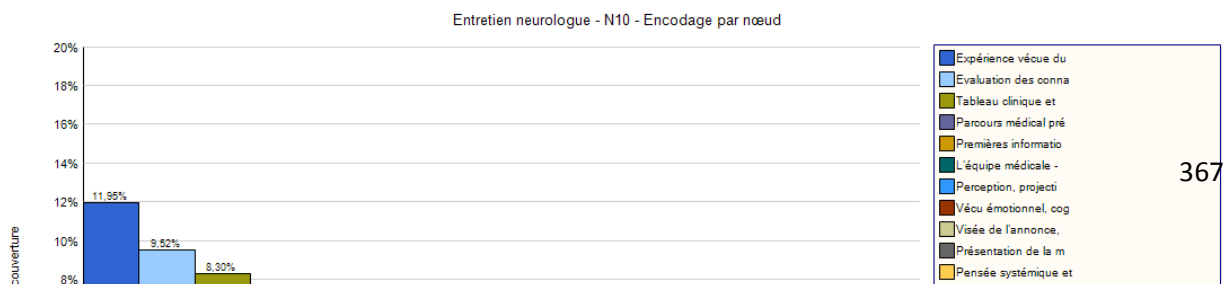 Entretien neurologue - N10 - Encodage par nœud
20%
18%
16%
14%
12%
10%
8%
couverture
11,95%
9,52%
8,30%
Expérience vécue du
Evaluation des conna
Tableau clinique et
Parcours médical pré
Premières informatio
L'équipe médicale -
Perception, projecti
Vécu émotionnel, cog
Visée de l'annonce,
Présentation de la m
Pensée systémique et
367